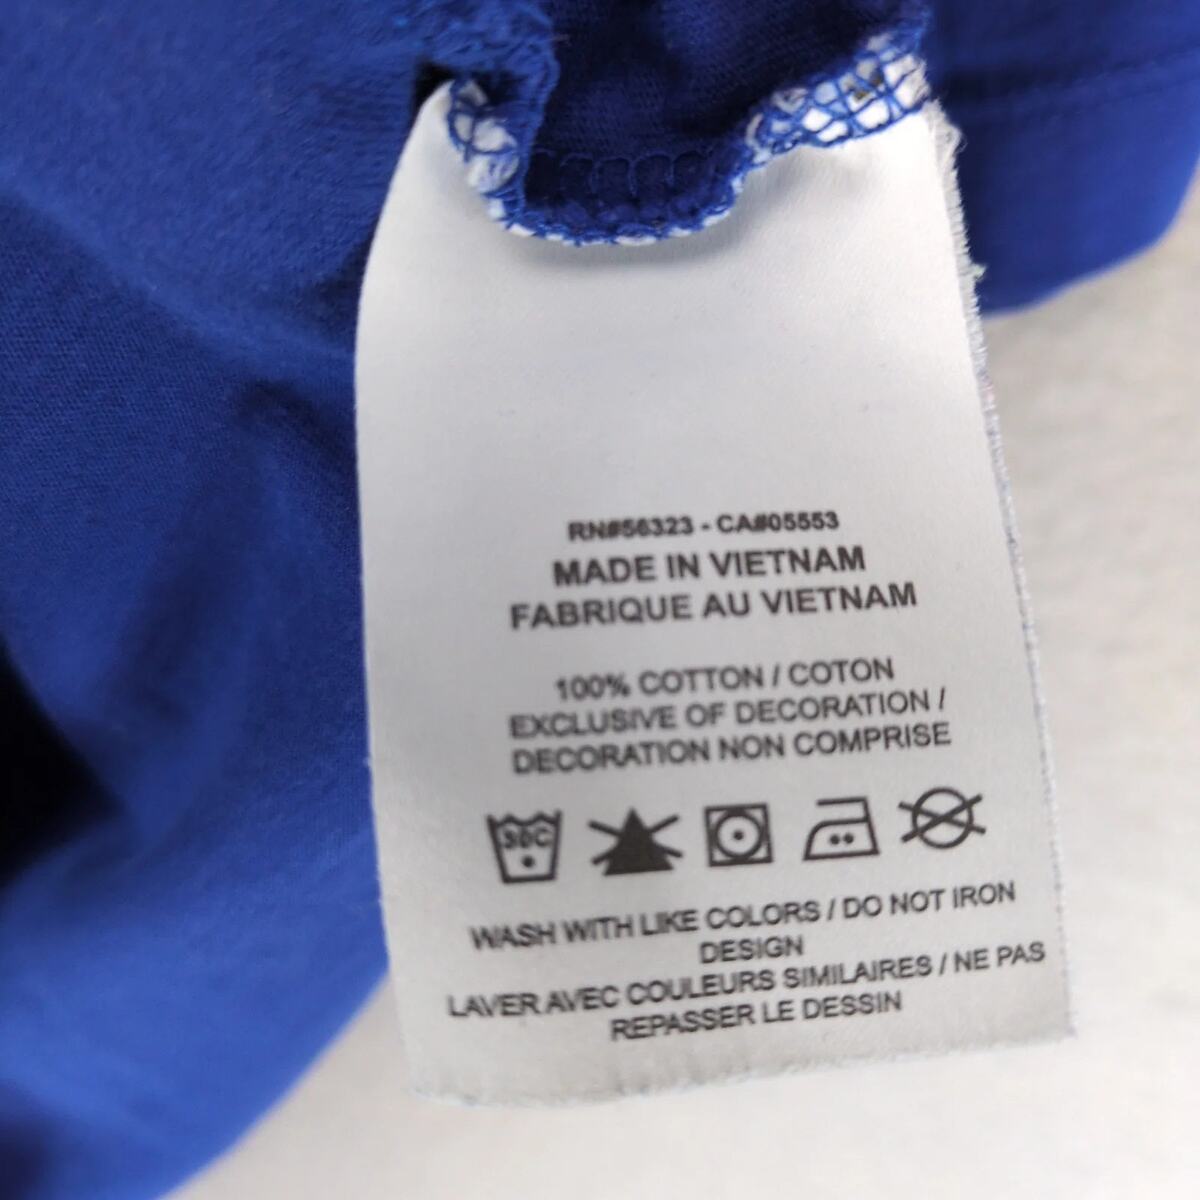 RN#56323 - CA#05553
MADE IN VIETNAM
FABRIQUE AU VIETNAM
100% COTTON / COTON
EXCLUSIVE OF DECORATION /
DECORATION NON COMPRISE
30C
WASH WITH LIKE COLORS / DO NOT IRON
DESIGN
LAVER AVEC COULEURS SIMILAIRES / NE PAS
REPASSER LE DESSIN